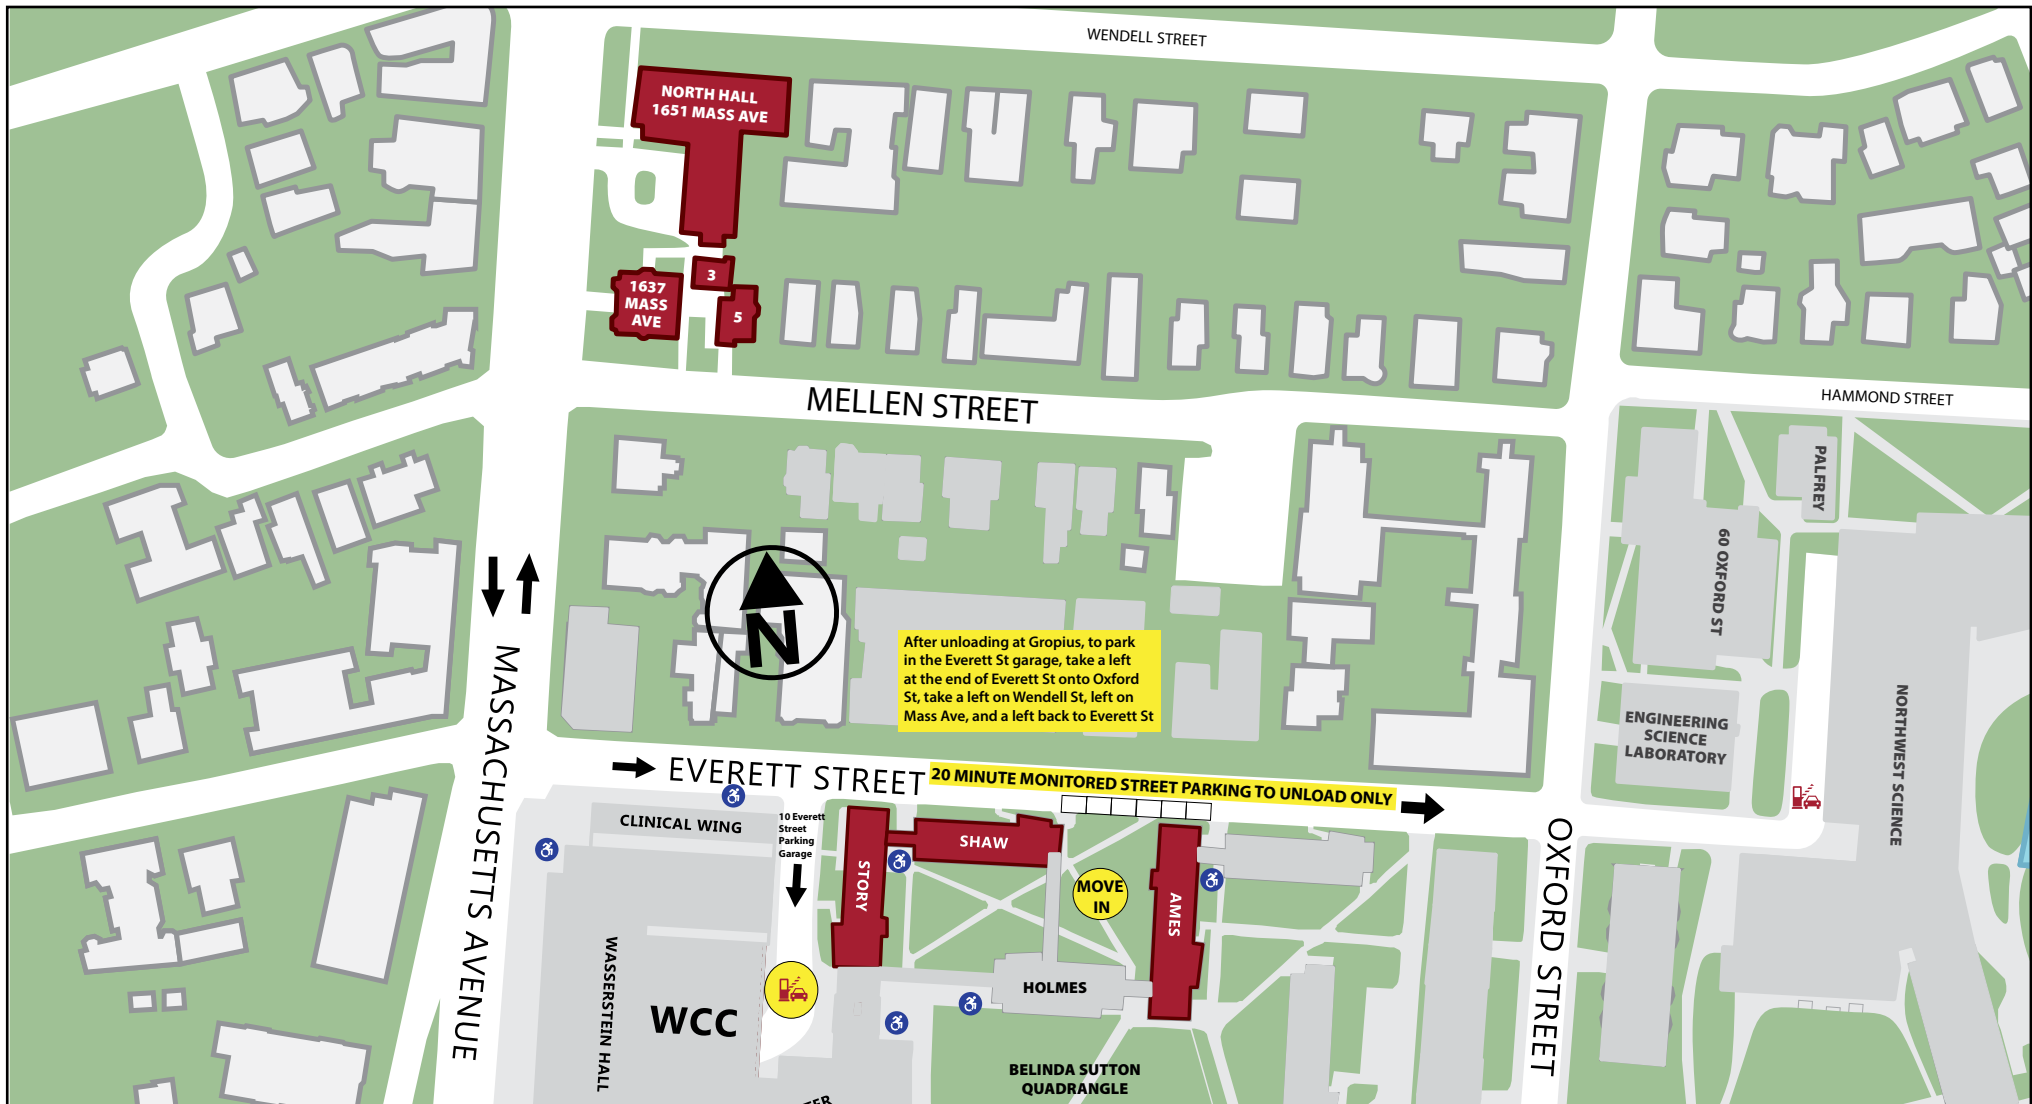 WENDELL STREET
NORTH HALL
1651 MASS AVE
3
1637
MASS
AVE
5
MELLEN STREET
HAMMOND STREET
PALFREY
60 OXFORD ST
N
After unloading at Gropius, to park
in the Everett St garage, take a left
at the end of Everett St onto Oxford
St, take a left on Wendell St, left on
Mass Ave, and a left back to Everett St
MASSACHUSETTS AVENUE
ENGINEERING
SCIENCE
LABORATORY
NORTHWEST SCIENCE
EVERETT STREET
20 MINUTE MONITORED STREET PARKING TO UNLOAD ONLY
CLINICAL WING
10 Everett
Street
Parking
Garage
STORY
SHAW
MOVE
IN
AMES
OXFORD STREET
WASSERSTEIN HALL
WCC
HOLMES
BELINDA SUTTON
QUADRANGLE